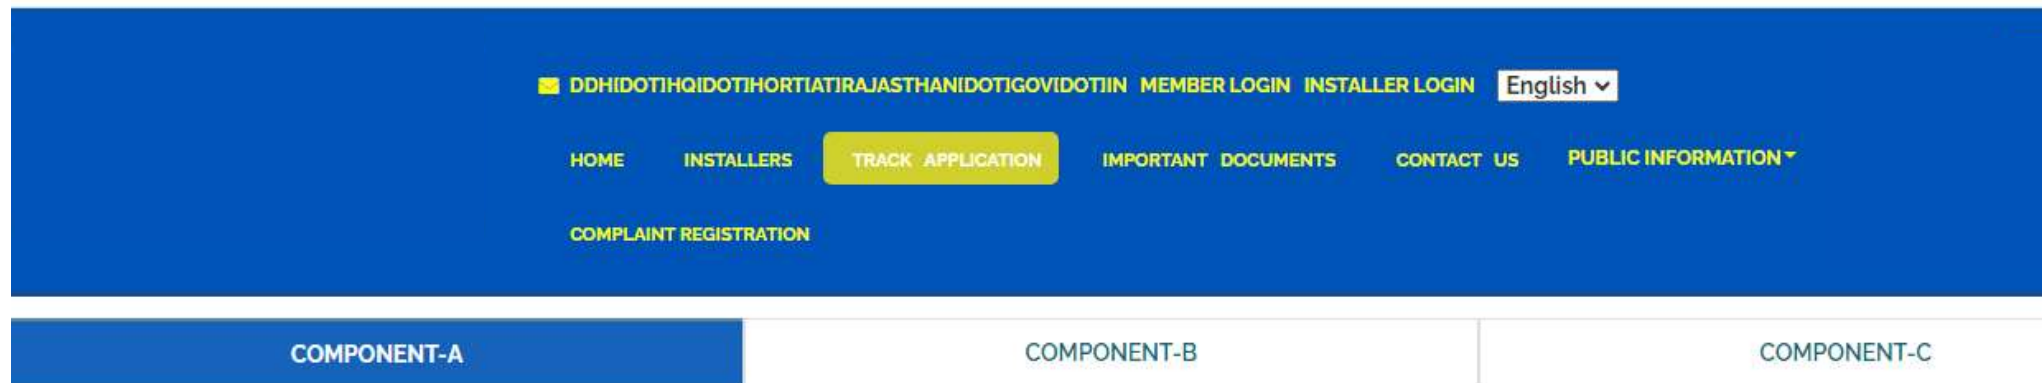 DDH[DOT]HQ[DOT]HORT[AT]RAJASTHAN[DOT]GOV[DOT]IN MEMBER LOGIN INSTALLER LOGIN English
HOME INSTALLERS TRACK APPLICATION IMPORTANT DOCUMENTS CONTACT US PUBLIC INFORMATION
COMPLAINT REGISTRATION
COMPONENT-A COMPONENT-B COMPONENT-C